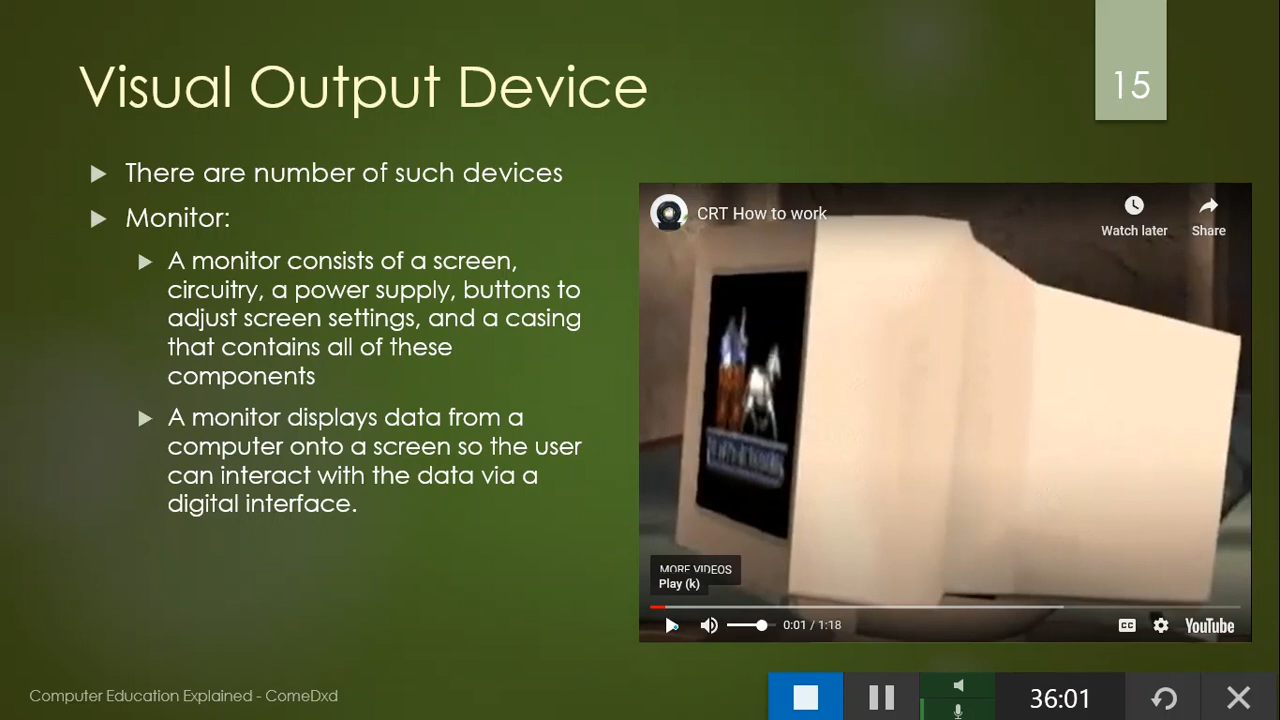 Visual Output Device
15
There are number of such devices
Monitor:
A monitor consists of a screen,
circuitry, a power supply, buttons to
adjust screen settings, and a casing
that contains all of these
components
A monitor displays data from a
computer onto a screen so the user
can interact with the data via a
digital interface.
CRT How to work
Watch later
Share
MORE VIDEOS
Play (k)
0:01 / 1:18
CC
YouTube
Computer Education Explained - ComeDxd
36:01